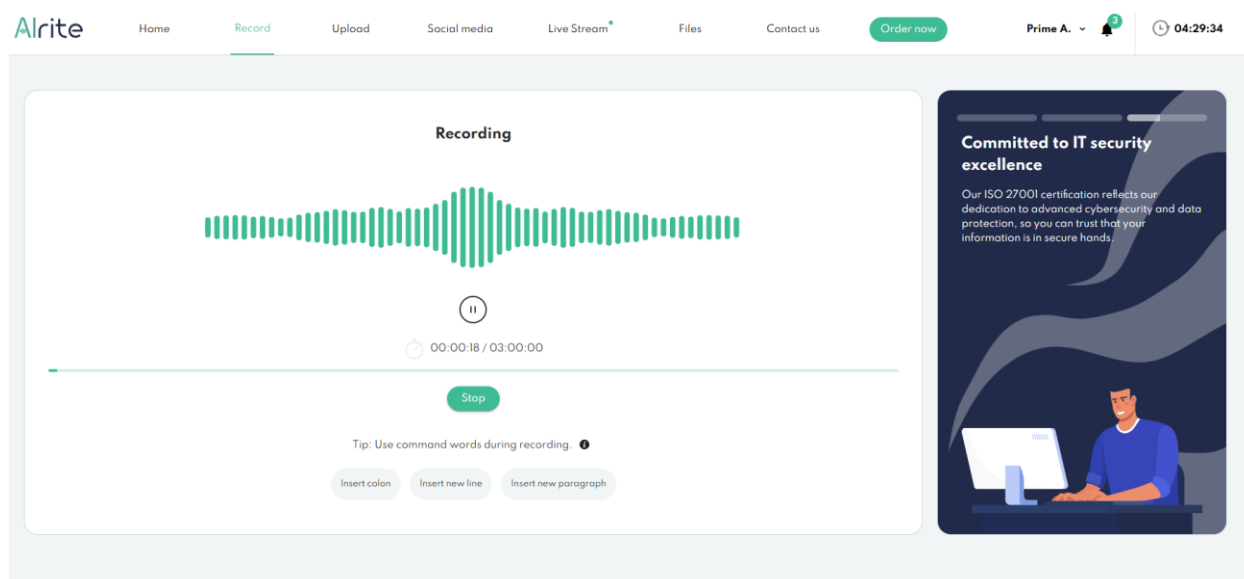 Alrite
Home
Record
Upload
Social media
Live Stream
Files
Contact us
Order now
Prime A.
3
04:29:34
Recording
00:00:18 / 03:00:00
Stop
Tip: Use command words during recording.
Insert colon
Insert new line
Insert new paragraph
Committed to IT security
excellence
Our ISO 27001 certification reflects our
dedication to advanced cybersecurity and data
protection, so you can trust that your
information is in secure hands.